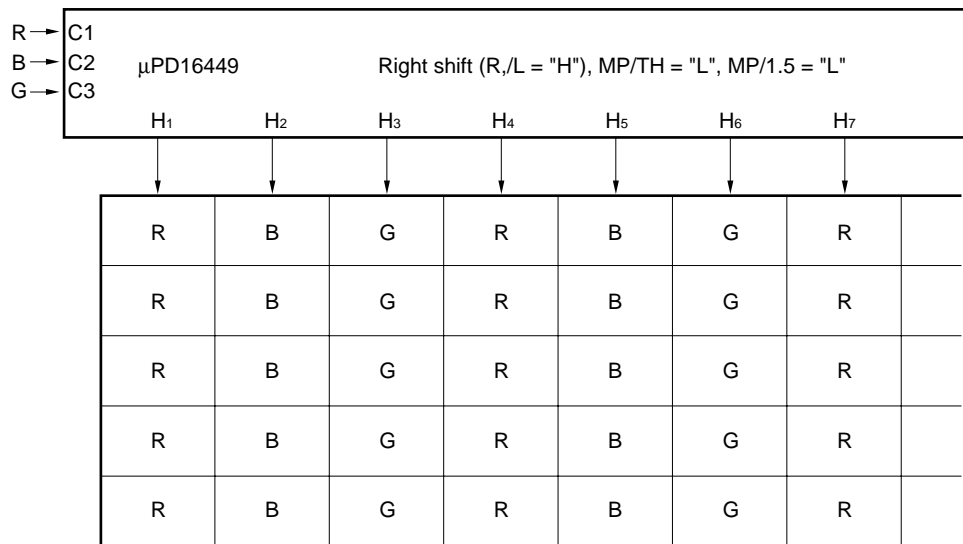 R C1
B C2 µPD16449 Right shift (R,/L = "H"), MP/TH = "L", MP/1.5 = "L"
G C3
H1 H2 H3 H4 H5 H6 H7
R B G R B G R
R B G R B G R
R B G R B G R
R B G R B G R
R B G R B G R